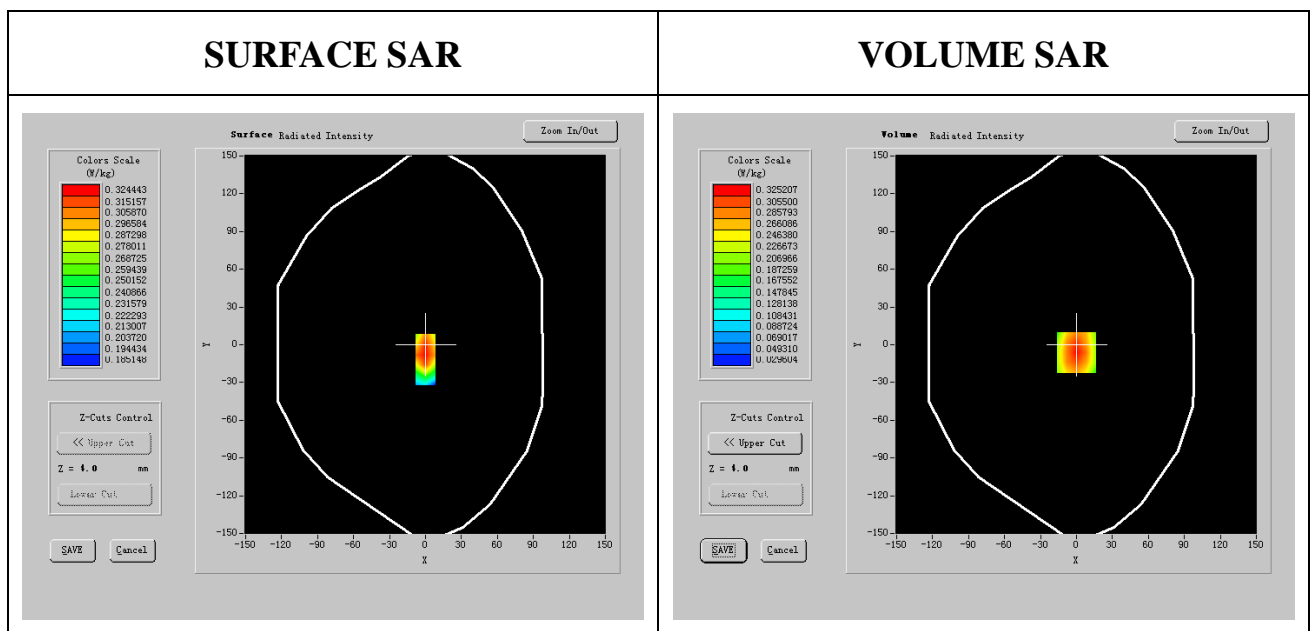 SURFACE SAR
VOLUME SAR
Surface Radiated Intensity
Zoom In/Out
Colors Scale
(W/kg)
0.324443
0.315157
0.305870
0.296584
0.287298
0.278011
0.268725
0.259439
0.250152
0.240866
0.231579
0.222293
0.213007
0.203720
0.194434
0.185148
150
120
90
60
30
0
-30
-60
-90
-120
-150
Y
-150 -120 -90 -60 -30 0 30 60 90 120 150
X
Z-Cuts Control
<< Upper Cut
Z = 4.0 mm
Lower Cut
SAVE
Cancel
Volume Radiated Intensity
Zoom In/Out
Colors Scale
(W/kg)
0.325207
0.305500
0.285793
0.266086
0.246380
0.226673
0.206966
0.187259
0.167552
0.147845
0.128138
0.108431
0.088724
0.069017
0.049310
0.029604
150
120
90
60
30
0
-30
-60
-90
-120
-150
Y
-150 -120 -90 -60 -30 0 30 60 90 120 150
X
Z-Cuts Control
<< Upper Cut
Z = 4.0 mm
Lower Cut
SAVE
Cancel